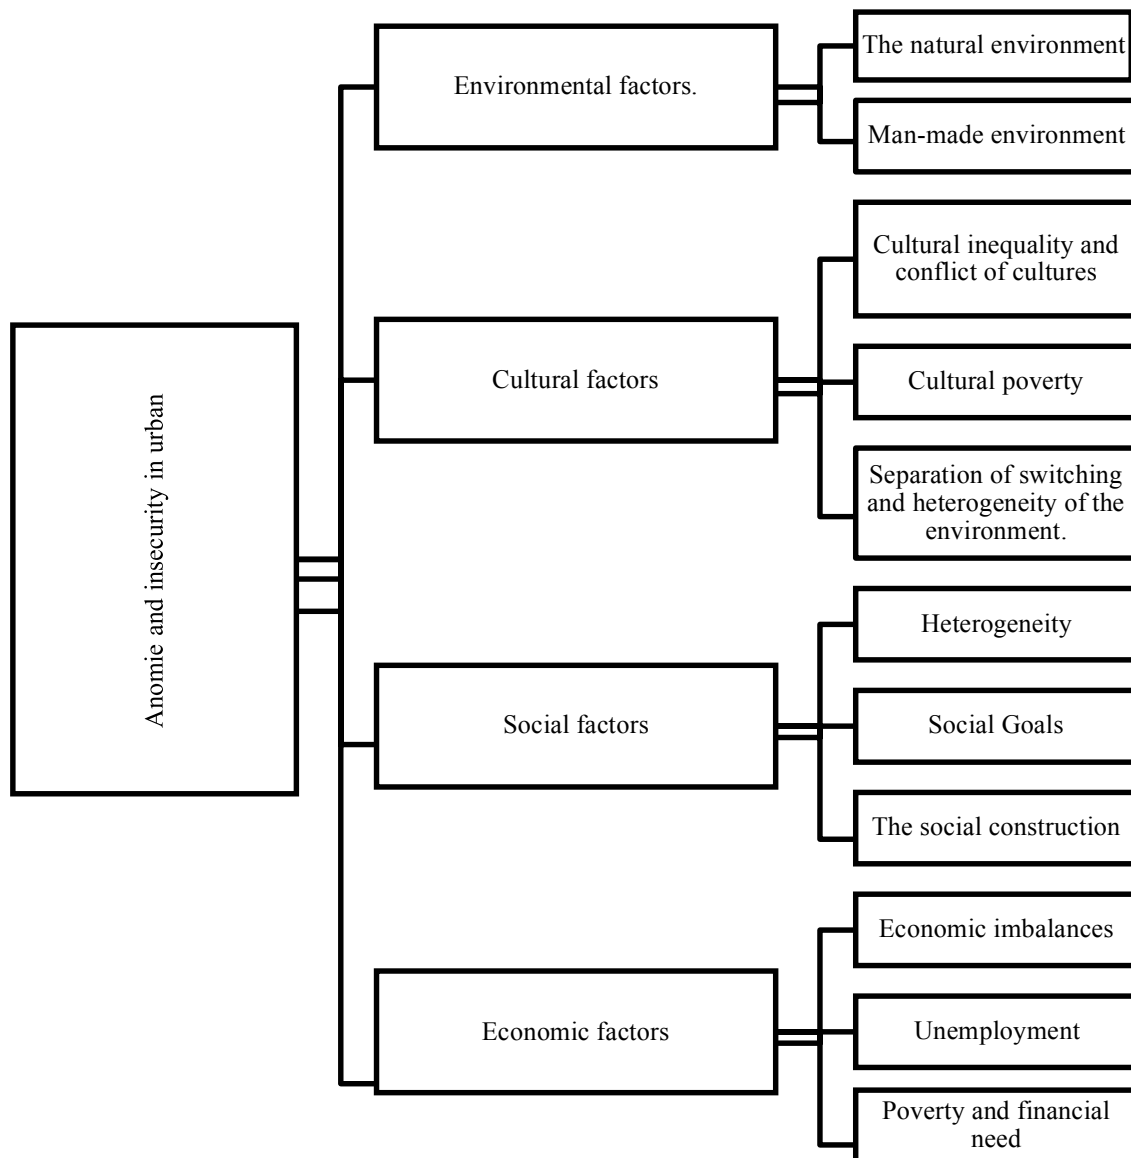 Anomie and insecurity in urban
Environmental factors.
The natural environment
Man-made environment
Cultural factors
Cultural inequality and
conflict of cultures
Cultural poverty
Separation of switching
and heterogeneity of the
environment.
Social factors
Heterogeneity
Social Goals
The social construction
Economic factors
Economic imbalances
Unemployment
Poverty and financial
need